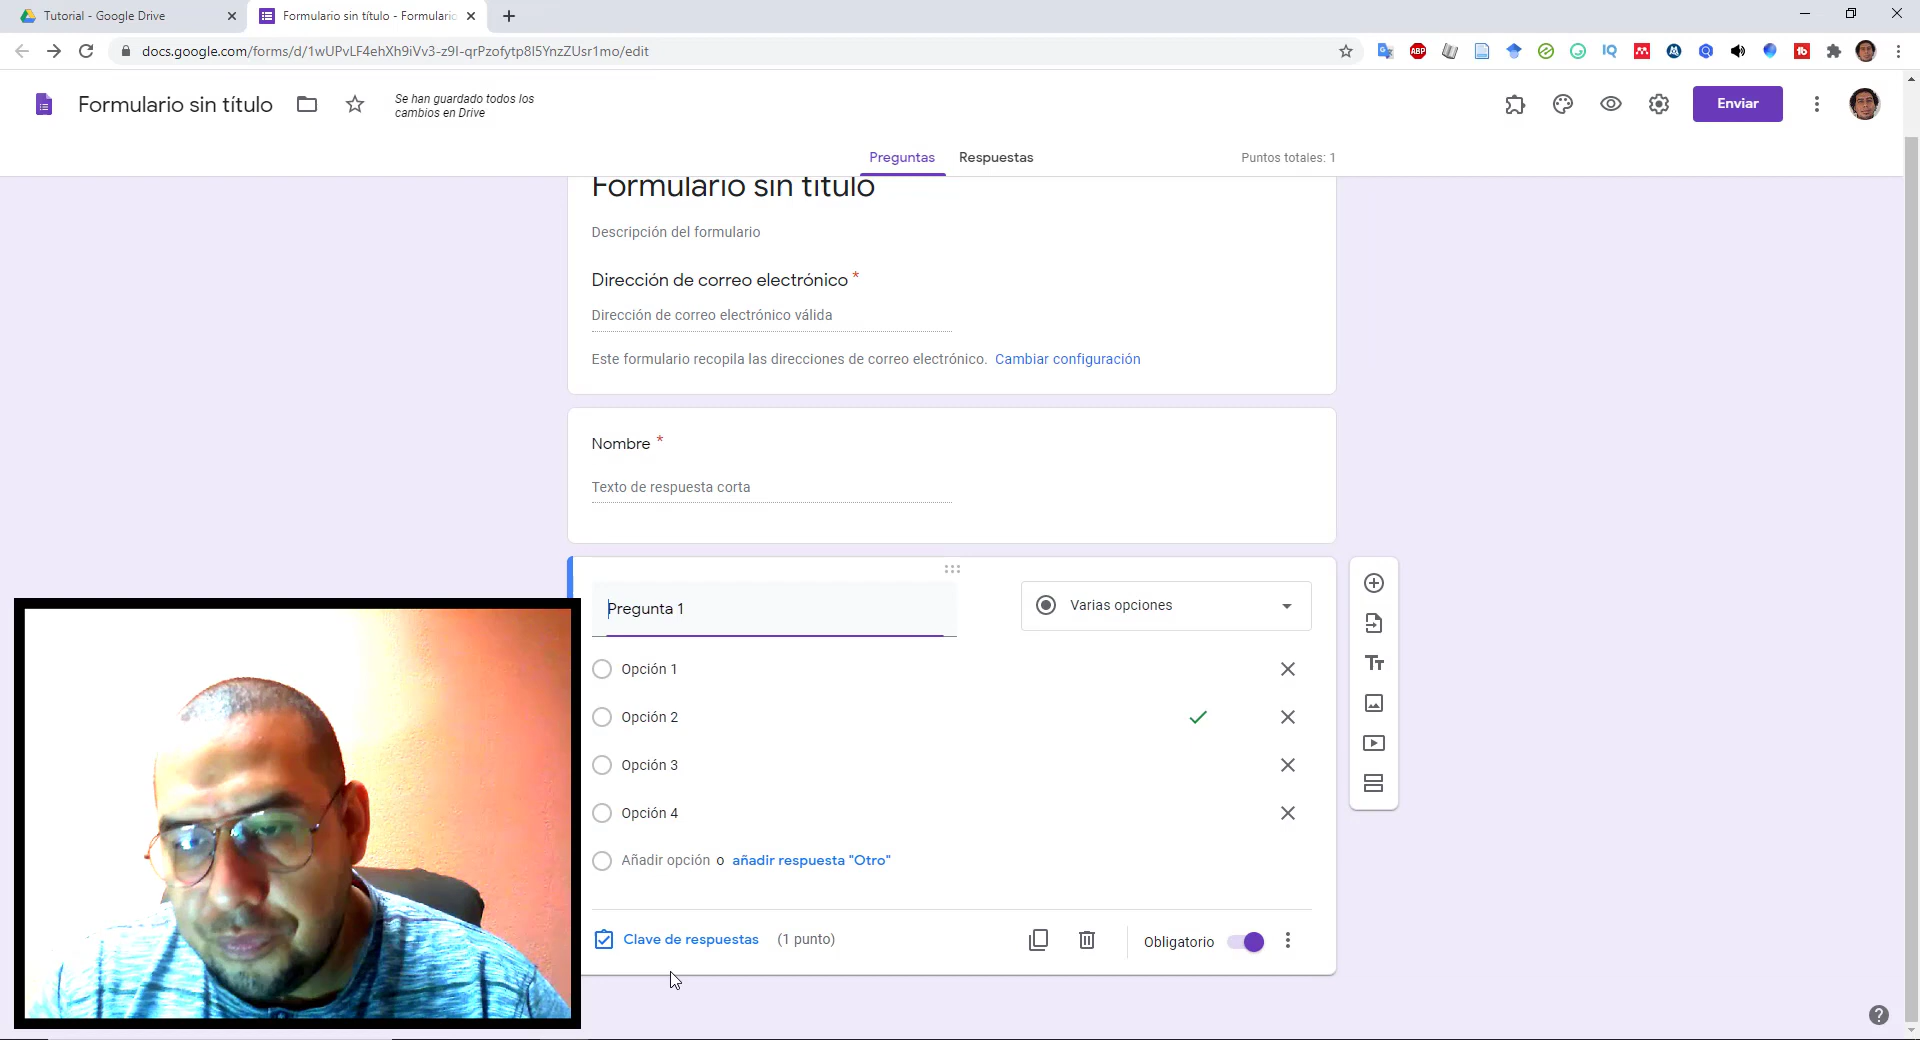 Tutorial - Google Drive
Formulario sin título - Formulario
docs.google.com/forms/d/1wUPvLF4ehXh9iVv3-z9I-qrPzofytp8I5YnzZUsr1mo/edit
ABP
IQ
Formulario sin título
Se han guardado todos los
cambios en Drive
Enviar
Preguntas
Respuestas
Puntos totales: 1
Formulario sin título
Descripción del formulario
Dirección de correo electrónico *
Dirección de correo electrónico válida
Este formulario recopila las direcciones de correo electrónico. Cambiar configuración
Nombre *
Texto de respuesta corta
Pregunta 1
Varias opciones
Opción 1
Opción 2
Opción 3
Opción 4
Añadir opción o añadir respuesta "Otro"
Clave de respuestas (1 punto)
Obligatorio